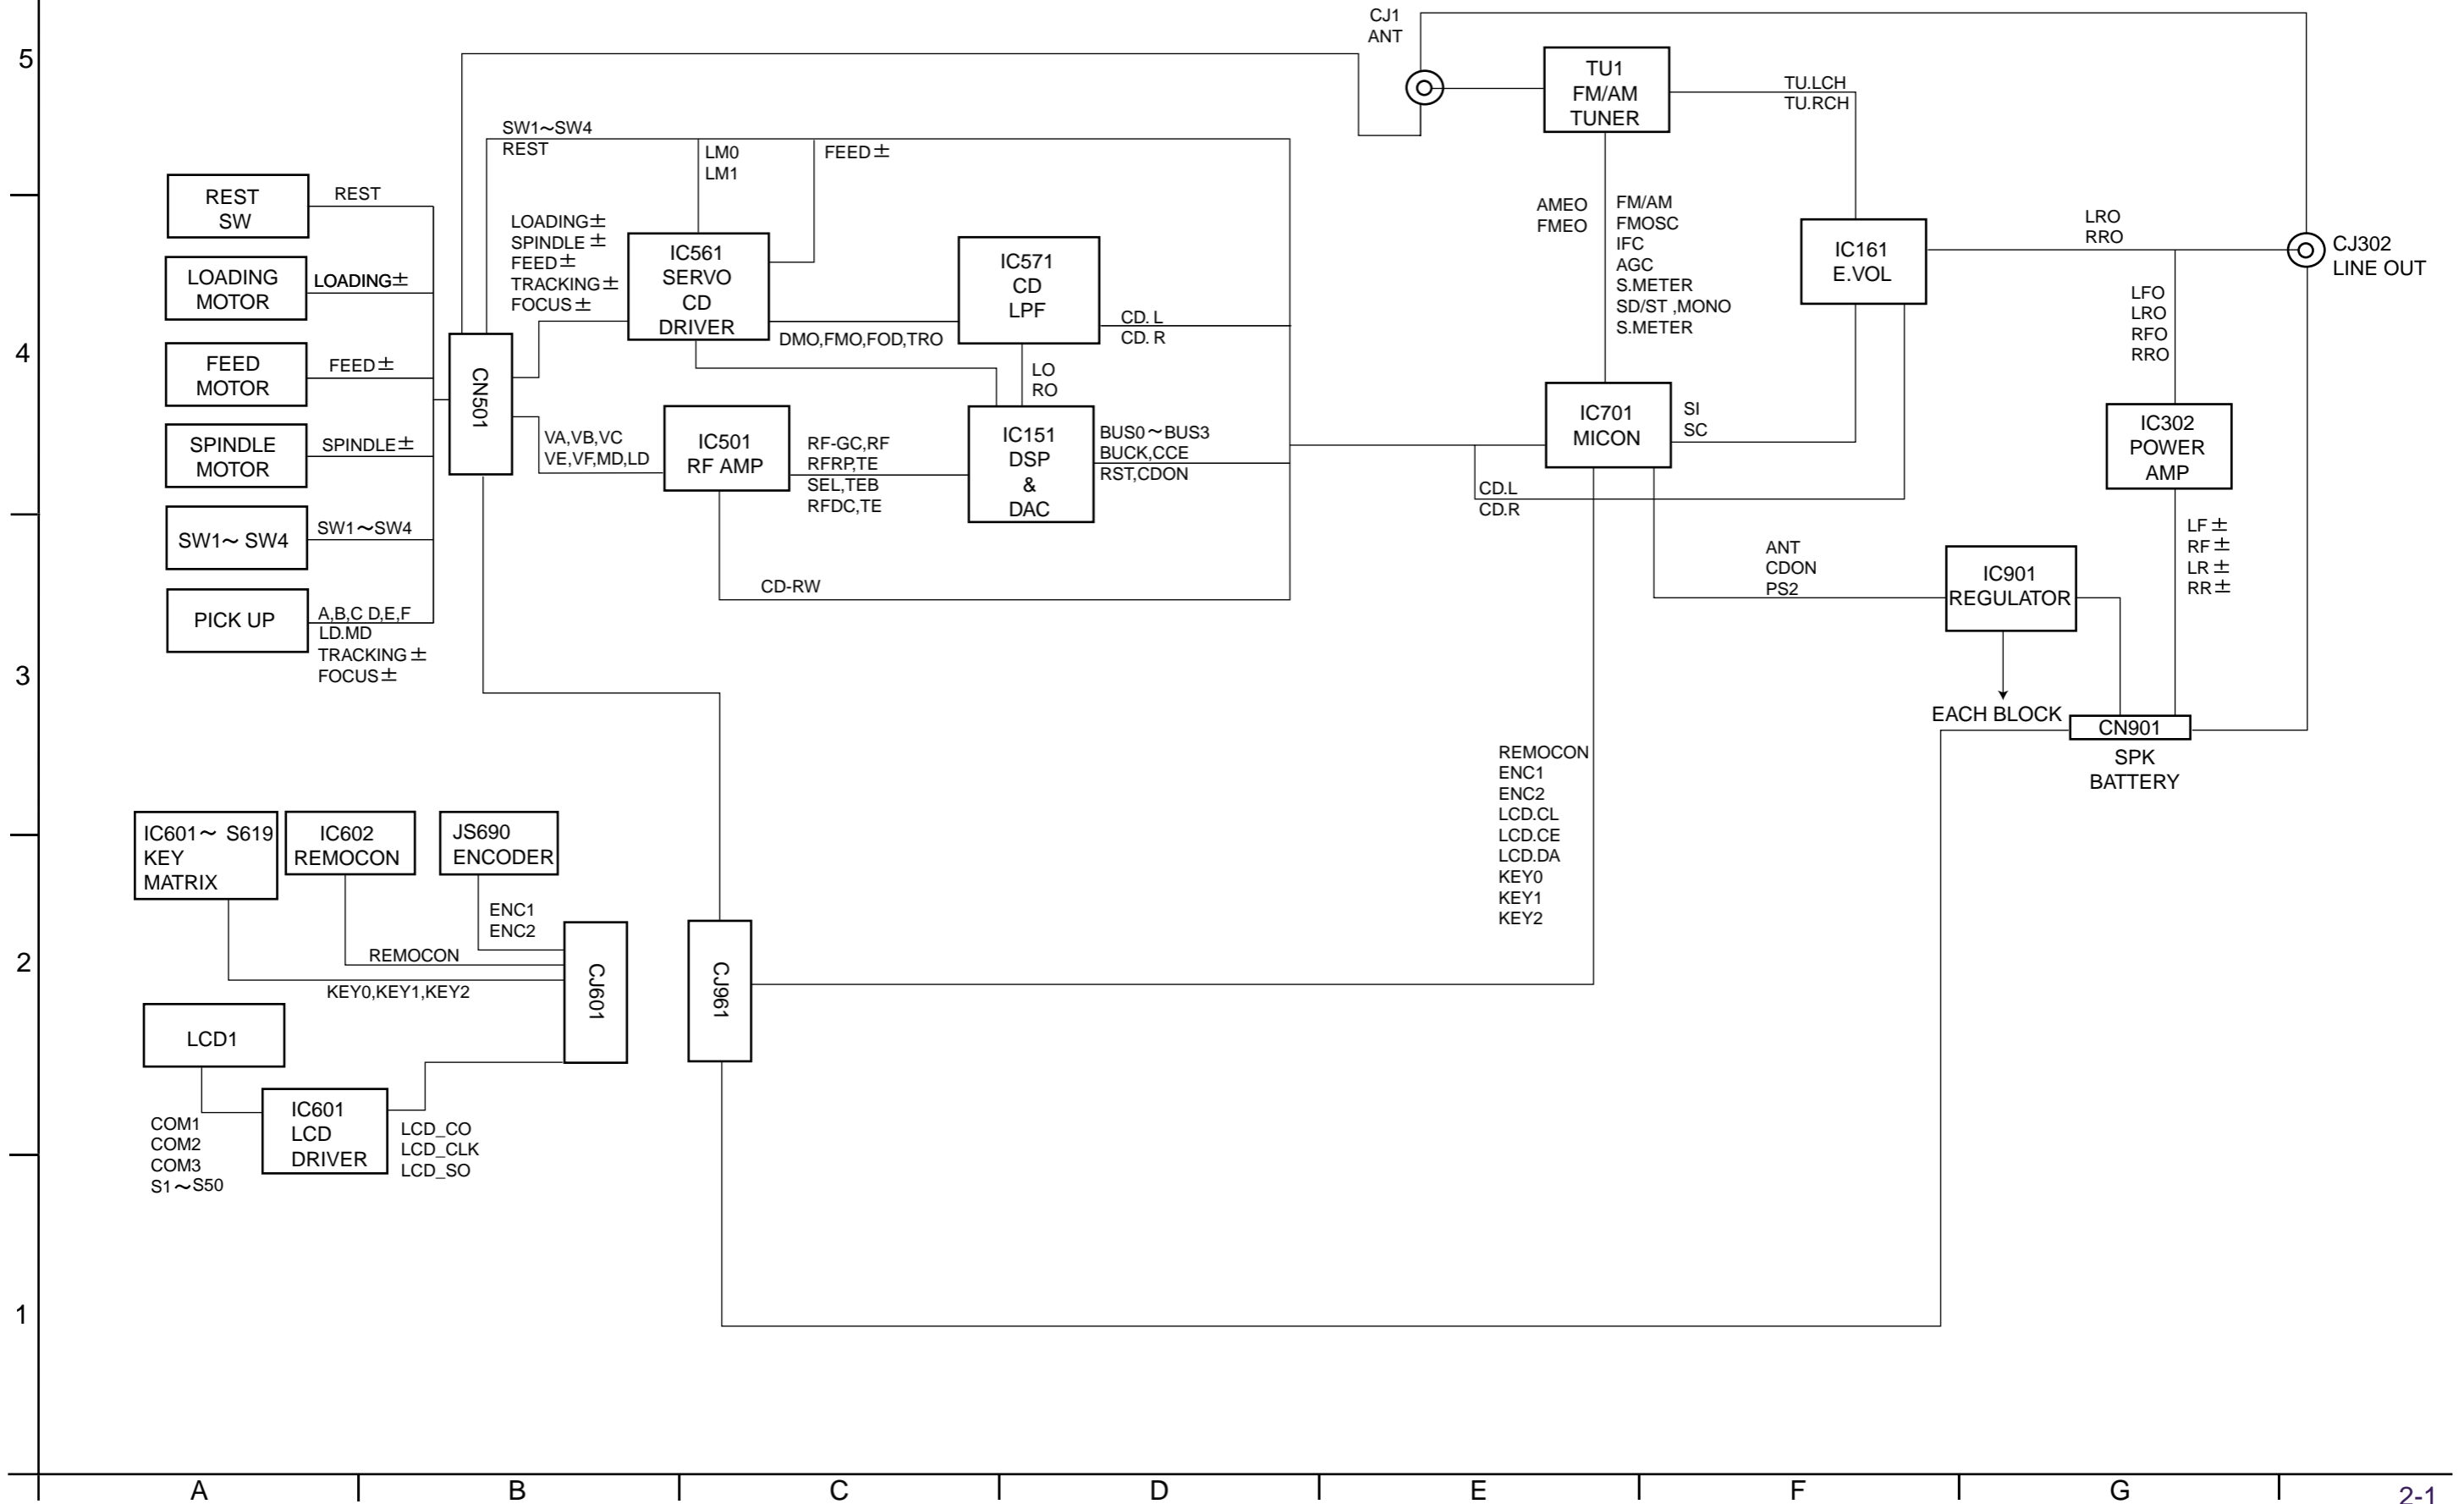 5
CJ1
ANT
TU1
FM/AM
TUNER
TU.LCH
TU.RCH
SW1～SW4
REST
LM0
LM1
FEED±
REST
SW
REST
LOADING
MOTOR
LOADING±
FEED
MOTOR
FEED±
SPINDLE
MOTOR
SPINDLE±
SW1～ SW4
SW1～SW4
PICK UP
A,B,C D,E,F
LD.MD
TRACKING±
FOCUS±
LOADING±
SPINDLE ±
FEED±
TRACKING±
FOCUS±
IC561
SERVO
CD
DRIVER
IC571
CD
LPF
DMO,FMO,FOD,TRO
CD. L
CD. R
4
CN501
LO
RO
VA,VB,VC
VE,VF,MD,LD
IC501
RF AMP
RF-GC,RF
RFRP,TE
SEL,TEB
RFDC,TE
IC151
DSP
&
DAC
BUS0～BUS3
BUCK,CCE
RST,CDON
CD-RW
AMEO
FMEO
FM/AM
FMOSC
IFC
AGC
S.METER
SD/ST ,MONO
S.METER
IC161
E.VOL
LRO
RRO
CJ302
LINE OUT
LFO
LRO
RFO
RRO
IC701
MICON
SI
SC
IC302
POWER
AMP
CD.L
CD.R
LF ±
RF ±
LR ±
RR ±
ANT
CDON
PS2
IC901
REGULATOR
3
EACH BLOCK
CN901
SPK
BATTERY
REMOCON
ENC1
ENC2
LCD.CL
LCD.CE
LCD.DA
KEY0
KEY1
KEY2
IC601～ S619
KEY
MATRIX
IC602
REMOCON
JS690
ENCODER
ENC1
ENC2
REMOCON
KEY0,KEY1,KEY2
2
CJ601
CJ961
LCD1
IC601
LCD
DRIVER
COM1
COM2
COM3
S1～S50
LCD_CO
LCD_CLK
LCD_SO
1
A
B
C
D
E
F
G
2-1